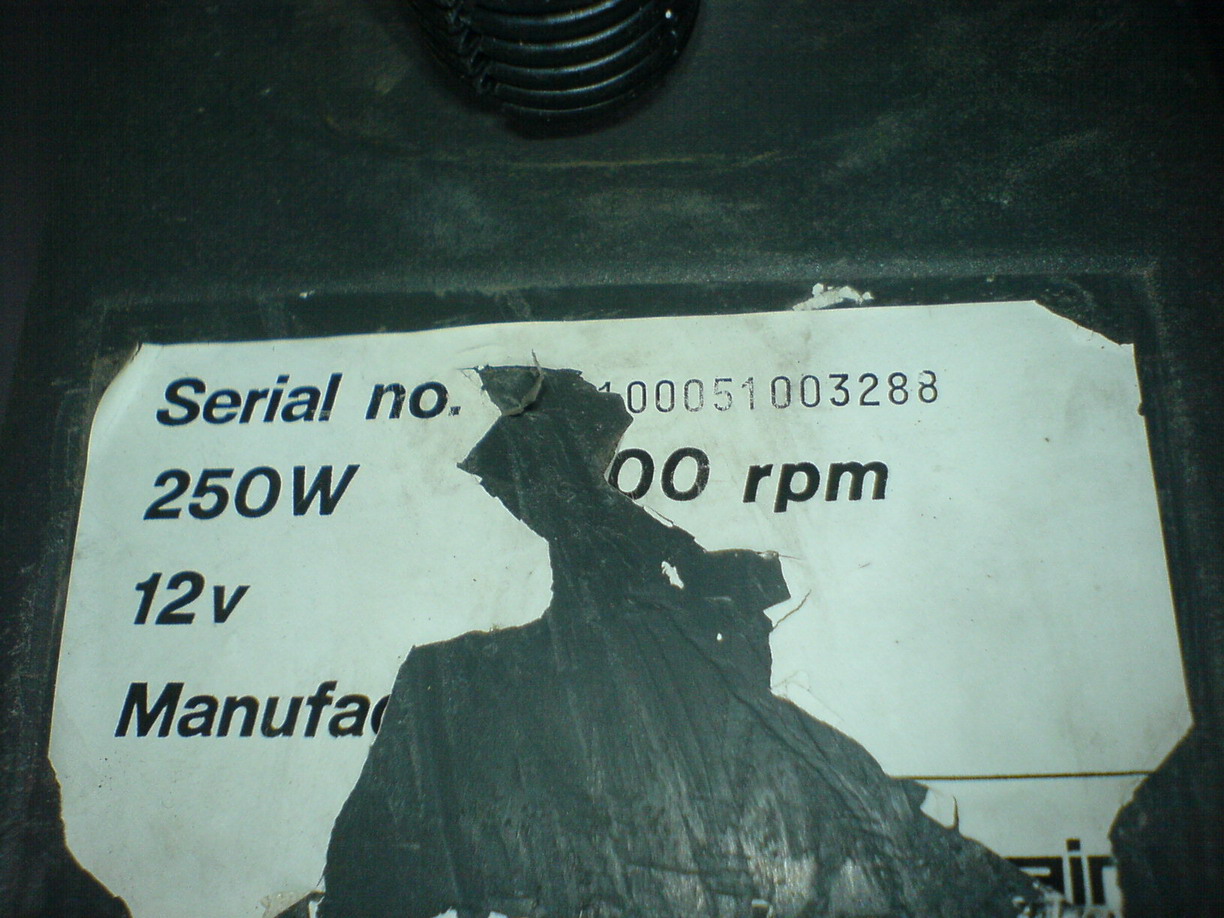 Serial no. 100051003288
250W 00 rpm
12v
Manufac